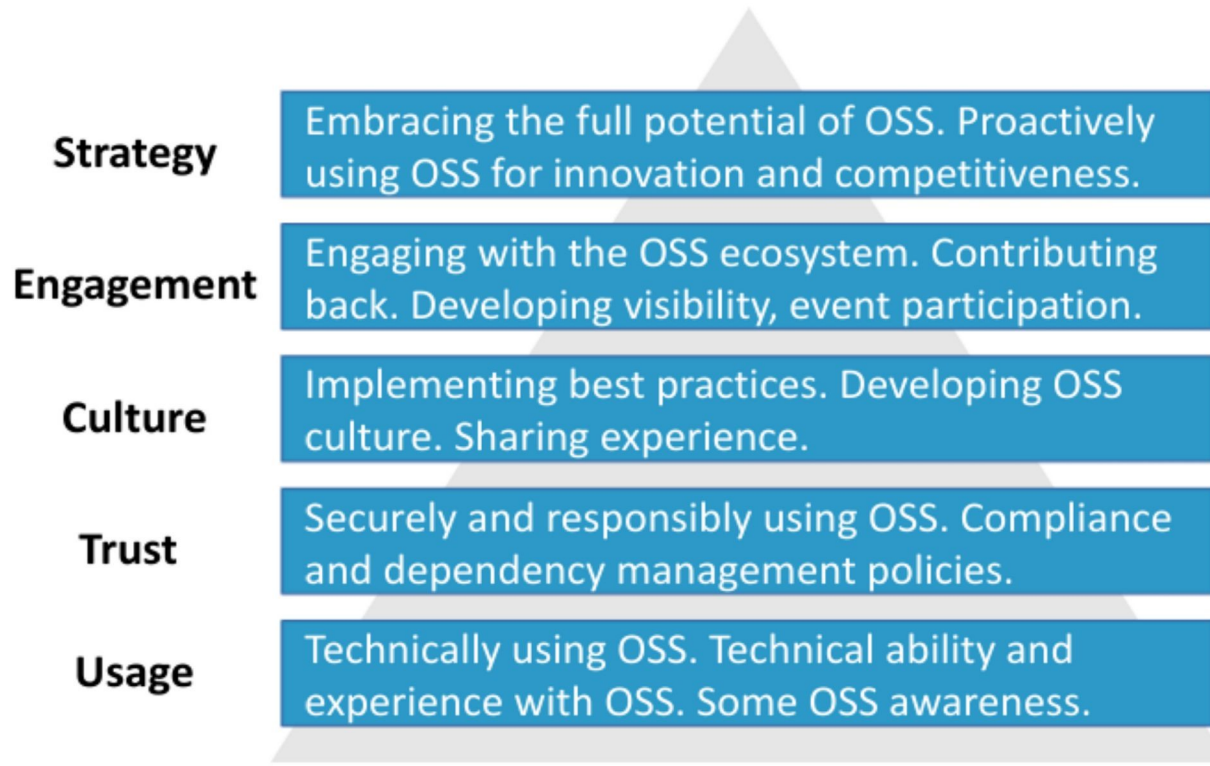 Strategy
Embracing the full potential of OSS. Proactively
using OSS for innovation and competitiveness.
Engagement
Engaging with the OSS ecosystem. Contributing
back. Developing visibility, event participation.
Culture
Implementing best practices. Developing OSS
culture. Sharing experience.
Trust
Securely and responsibly using OSS. Compliance
and dependency management policies.
Usage
Technically using OSS. Technical ability and
experience with OSS. Some OSS awareness.